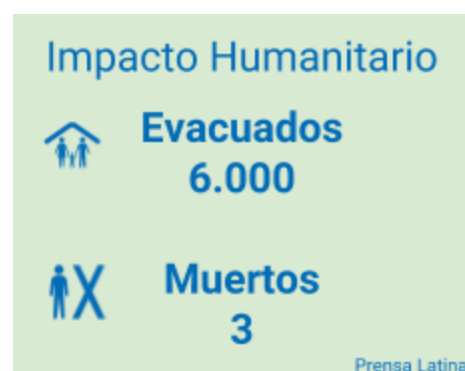 Impacto Humanitario
Evacuados
6.000
Muertos
3
Prensa Latina